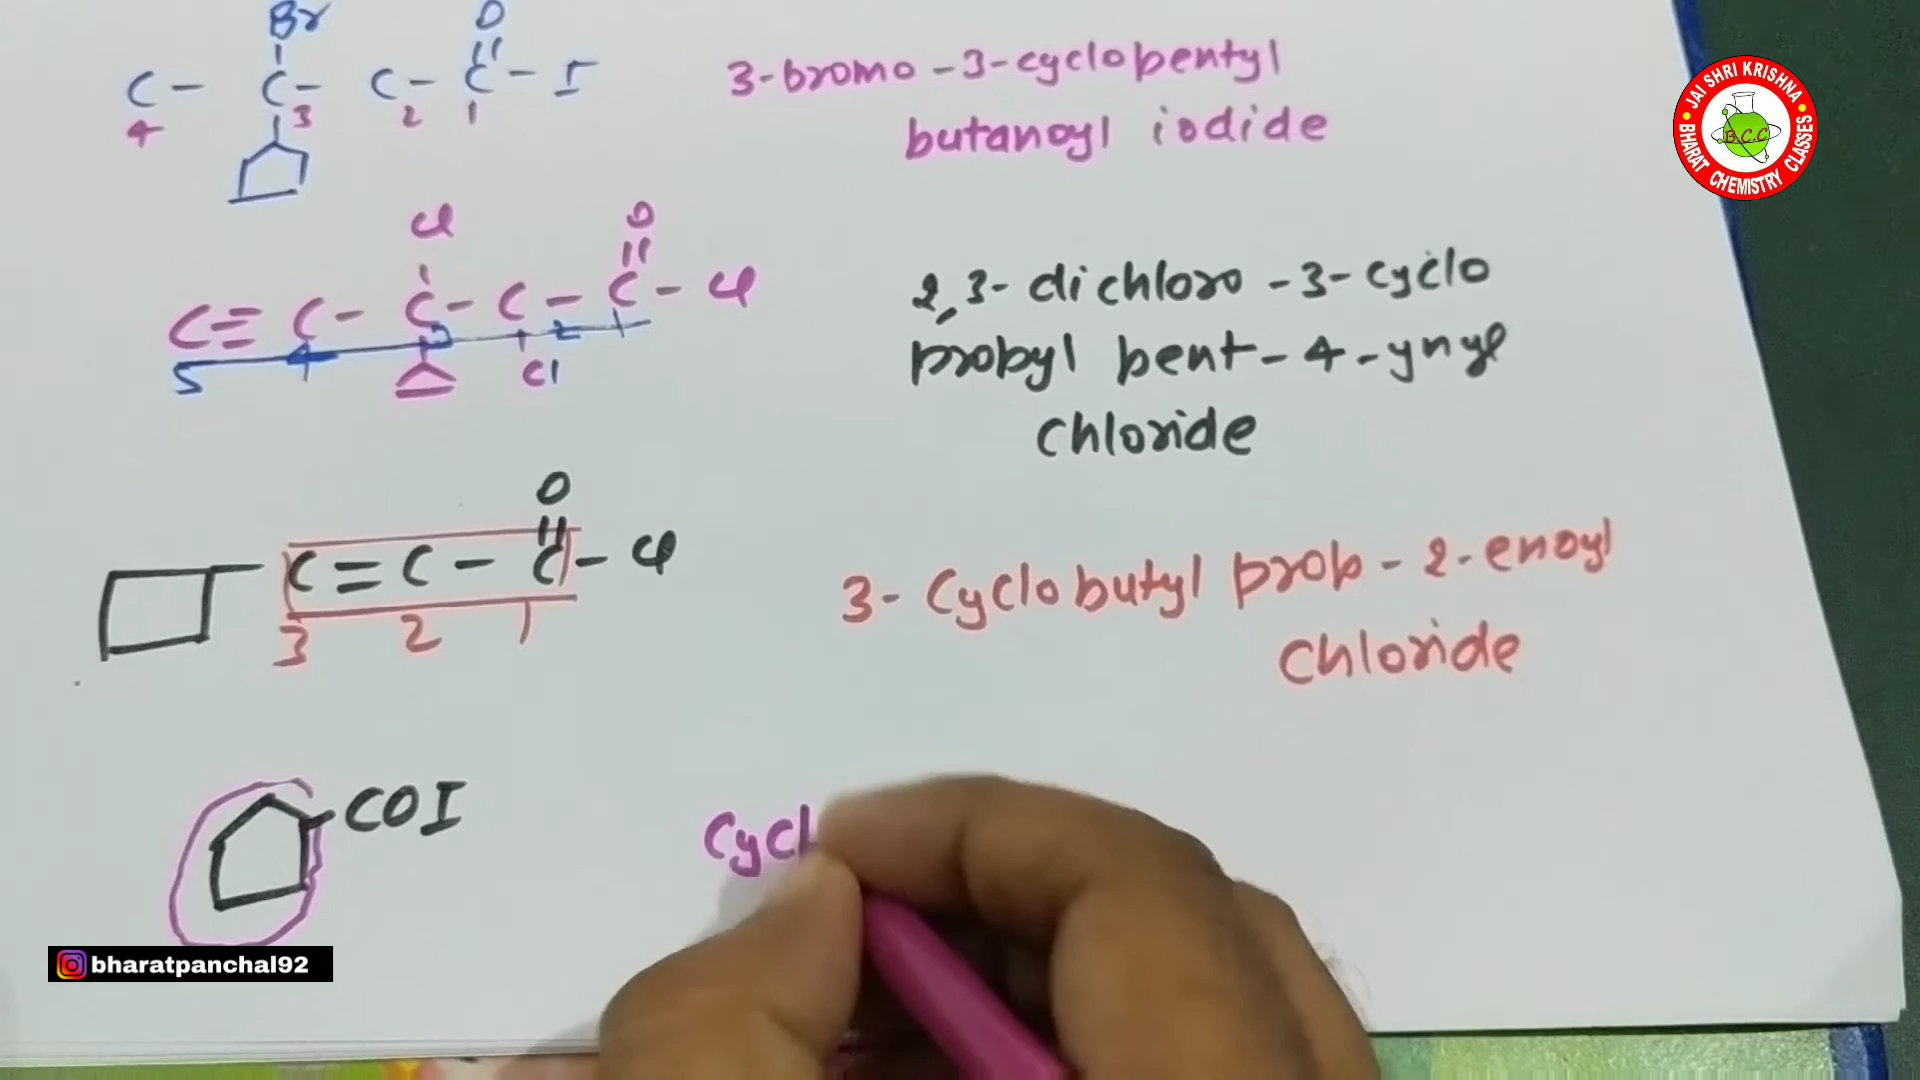 Br O
C - C - C - C - I
4 3 2 1
3-bromo-3-cyclopentyl
butanoyl iodide
Cl O
C ≡ C - C - C - C - Cl
5 4 3 2 1
Cl
2,3-dichloro-3-cyclo
propyl pent-4-ynyl
chloride
O
C = C - C - Cl
3 2 1
3-Cyclobutyl prop-2-enoyl
Chloride
COI
cycl
JAI SHRI KRISHNA
B.C.C
BHARAT CHEMISTRY CLASSES
bharatpanchal92